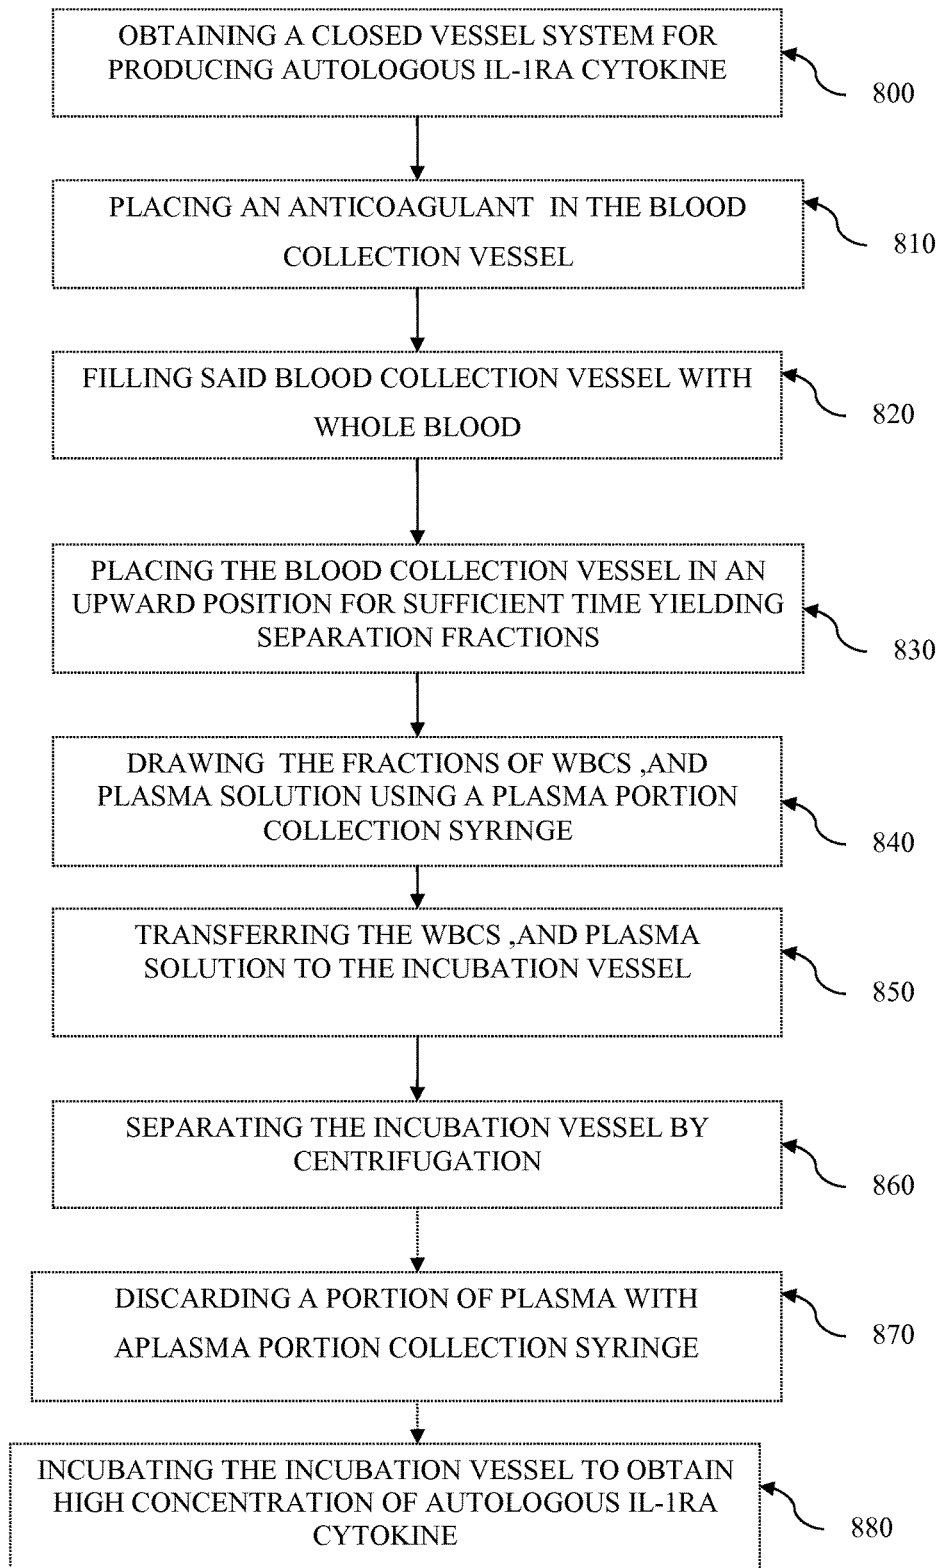 OBTAINING A CLOSED VESSEL SYSTEM FOR
PRODUCING AUTOLOGOUS IL-1RA CYTOKINE
800
PLACING AN ANTICOAGULANT IN THE BLOOD
COLLECTION VESSEL
810
FILLING SAID BLOOD COLLECTION VESSEL WITH
WHOLE BLOOD
820
PLACING THE BLOOD COLLECTION VESSEL IN AN
UPWARD POSITION FOR SUFFICIENT TIME YIELDING
SEPARATION FRACTIONS
830
DRAWING THE FRACTIONS OF WBCS ,AND
PLASMA SOLUTION USING A PLASMA PORTION
COLLECTION SYRINGE
840
TRANSFERRING THE WBCS ,AND PLASMA
SOLUTION TO THE INCUBATION VESSEL
850
SEPARATING THE INCUBATION VESSEL BY
CENTRIFUGATION
860
DISCARDING A PORTION OF PLASMA WITH
APLASMA PORTION COLLECTION SYRINGE
870
INCUBATING THE INCUBATION VESSEL TO OBTAIN
HIGH CONCENTRATION OF AUTOLOGOUS IL-1RA
CYTOKINE
880